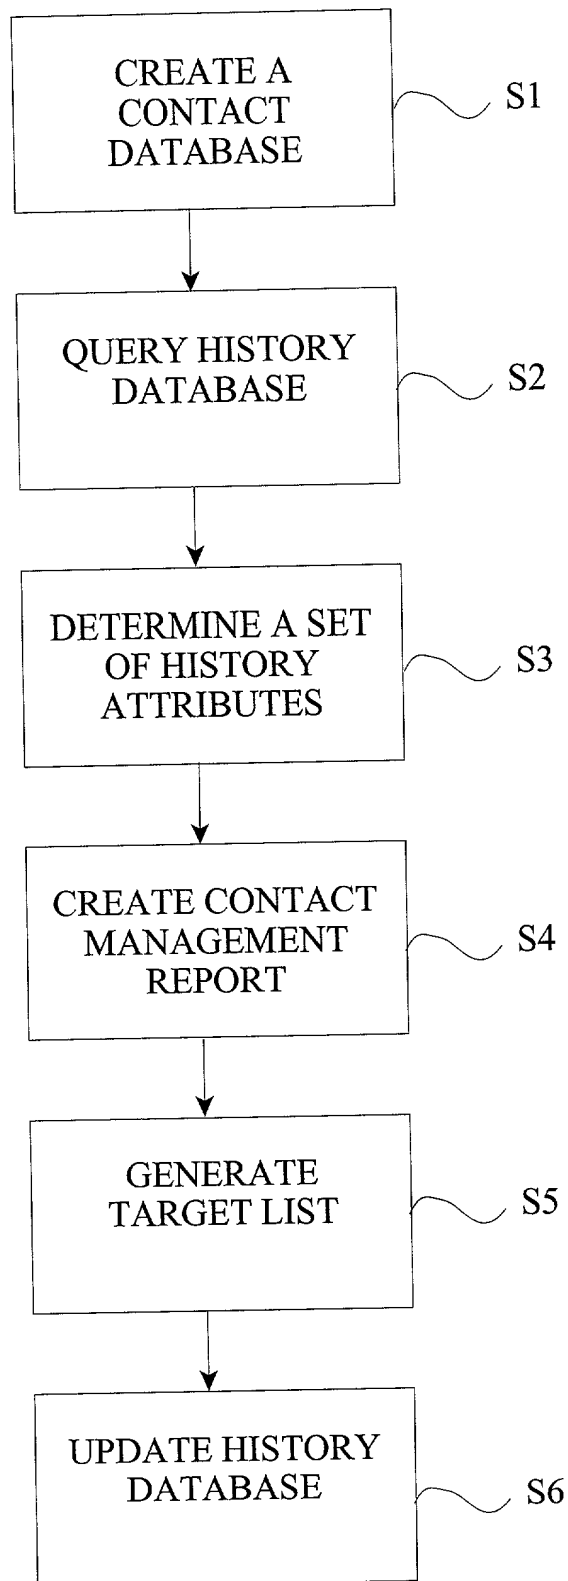 CREATE A
CONTACT
DATABASE
S1
QUERY HISTORY
DATABASE
S2
DETERMINE A SET
OF HISTORY
ATTRIBUTES
S3
CREATE CONTACT
MANAGEMENT
REPORT
S4
GENERATE
TARGET LIST
S5
UPDATE HISTORY
DATABASE
S6